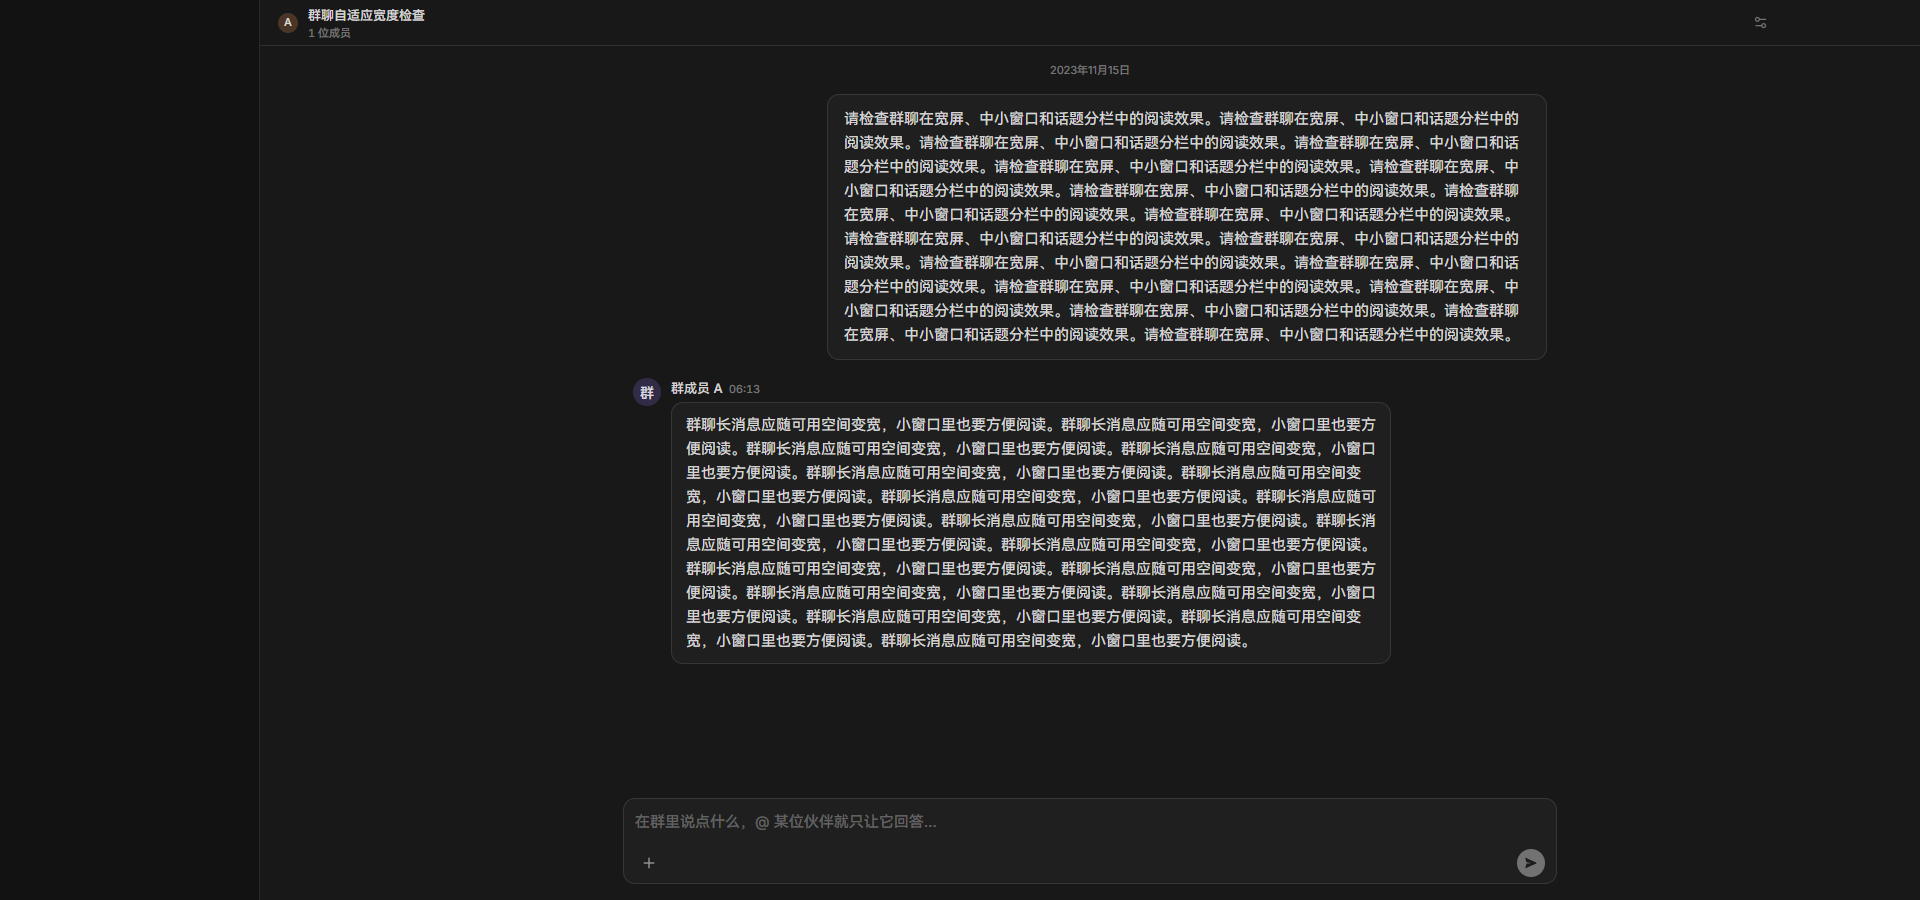 A
群聊自适应宽度检查
1 位成员
2023年11月15日
请检查群聊在宽屏、中小窗口和话题分栏中的阅读效果。请检查群聊在宽屏、中小窗口和话题分栏中的
阅读效果。请检查群聊在宽屏、中小窗口和话题分栏中的阅读效果。请检查群聊在宽屏、中小窗口和话
题分栏中的阅读效果。请检查群聊在宽屏、中小窗口和话题分栏中的阅读效果。请检查群聊在宽屏、中
小窗口和话题分栏中的阅读效果。请检查群聊在宽屏、中小窗口和话题分栏中的阅读效果。请检查群聊
在宽屏、中小窗口和话题分栏中的阅读效果。请检查群聊在宽屏、中小窗口和话题分栏中的阅读效果。
请检查群聊在宽屏、中小窗口和话题分栏中的阅读效果。请检查群聊在宽屏、中小窗口和话题分栏中的
阅读效果。请检查群聊在宽屏、中小窗口和话题分栏中的阅读效果。请检查群聊在宽屏、中小窗口和话
题分栏中的阅读效果。请检查群聊在宽屏、中小窗口和话题分栏中的阅读效果。请检查群聊在宽屏、中
小窗口和话题分栏中的阅读效果。请检查群聊在宽屏、中小窗口和话题分栏中的阅读效果。请检查群聊
在宽屏、中小窗口和话题分栏中的阅读效果。请检查群聊在宽屏、中小窗口和话题分栏中的阅读效果。
群
群成员 A 06:13
群聊长消息应随可用空间变宽，小窗口里也要方便阅读。群聊长消息应随可用空间变宽，小窗口里也要方
便阅读。群聊长消息应随可用空间变宽，小窗口里也要方便阅读。群聊长消息应随可用空间变宽，小窗口
里也要方便阅读。群聊长消息应随可用空间变宽，小窗口里也要方便阅读。群聊长消息应随可用空间变
宽，小窗口里也要方便阅读。群聊长消息应随可用空间变宽，小窗口里也要方便阅读。群聊长消息应随可
用空间变宽，小窗口里也要方便阅读。群聊长消息应随可用空间变宽，小窗口里也要方便阅读。群聊长消
息应随可用空间变宽，小窗口里也要方便阅读。群聊长消息应随可用空间变宽，小窗口里也要方便阅读。
群聊长消息应随可用空间变宽，小窗口里也要方便阅读。群聊长消息应随可用空间变宽，小窗口里也要方
便阅读。群聊长消息应随可用空间变宽，小窗口里也要方便阅读。群聊长消息应随可用空间变宽，小窗口
里也要方便阅读。群聊长消息应随可用空间变宽，小窗口里也要方便阅读。群聊长消息应随可用空间变
宽，小窗口里也要方便阅读。群聊长消息应随可用空间变宽，小窗口里也要方便阅读。
在群里说点什么，@ 某位伙伴就只让它回答...